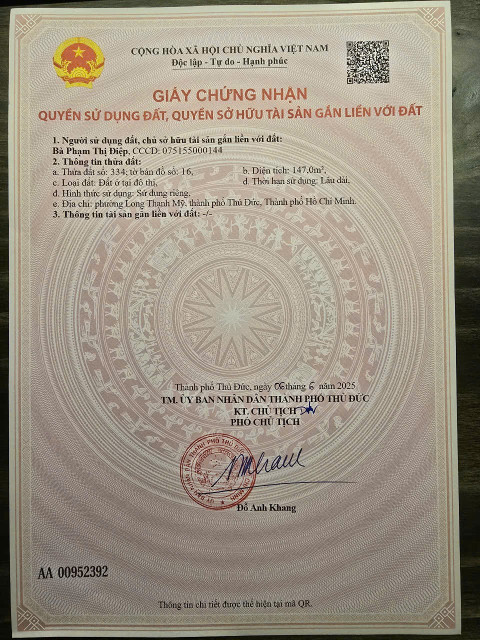 CỘNG HÒA XÃ HỘI CHỦ NGHĨA VIỆT NAM
Độc lập - Tự do - Hạnh phúc
GIẤY CHỨNG NHẬN
QUYỀN SỬ DỤNG ĐẤT, QUYỀN SỞ HỮU TÀI SẢN GẮN LIỀN VỚI ĐẤT
1. Người sử dụng đất, chủ sở hữu tài sản gắn liền với đất:
Bà Phạm Thị Điệp, CCCD: 075155000144
2. Thông tin thửa đất:
a. Thửa đất số: 334; tờ bản đồ số: 16, b. Diện tích: 147,0m²,
c. Loại đất: Đất ở tại đô thị, d. Thời hạn sử dụng: Lâu dài,
đ. Hình thức sử dụng: Sử dụng riêng,
e. Địa chỉ: phường Long Thạnh Mỹ, thành phố Thủ Đức, Thành phố Hồ Chí Minh.
3. Thông tin tài sản gắn liền với đất: -/-
Thành phố Thủ Đức, ngày 06 tháng 6 năm 2025
TM. ỦY BAN NHÂN DÂN THÀNH PHỐ THỦ ĐỨC
KT. CHỦ TỊCH
PHÓ CHỦ TỊCH
Đỗ Anh Khang
AA 00952392
Thông tin chi tiết được thể hiện tại mã QR.